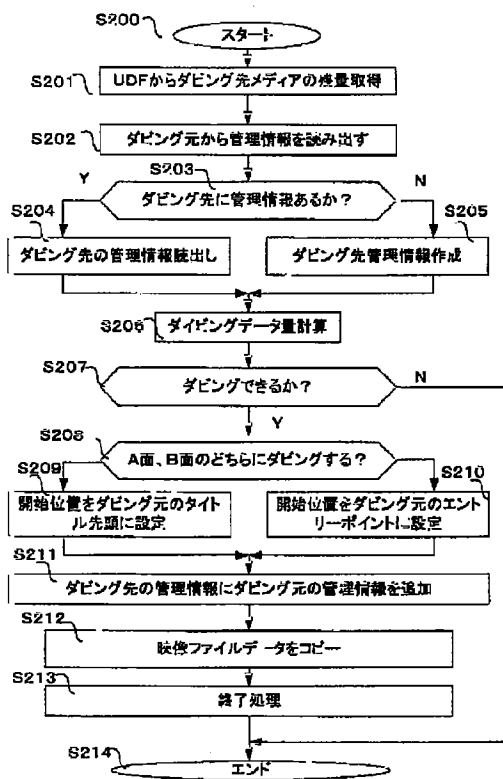 S200
スタート
S201
UDFからダビング先メディアの残量取得
S202
ダビング元から管理情報を読み出す
S203
Y
ダビング先に管理情報あるか？
N
S204
ダビング先の管理情報読出し
S205
ダビング先管理情報作成
S206
ダイビングデータ量計算
S207
ダビングできるか？
N
Y
S208
A面、B面のどちらにダビングする？
S209
開始位置をダビング元のタイト
ル先頭に設定
S210
開始位置をダビング元のエント
リーポイントに設定
S211
ダビング先の管理情報にダビング元の管理情報を追加
S212
映像ファイルデータをコピー
S213
終了処理
S214
エンド